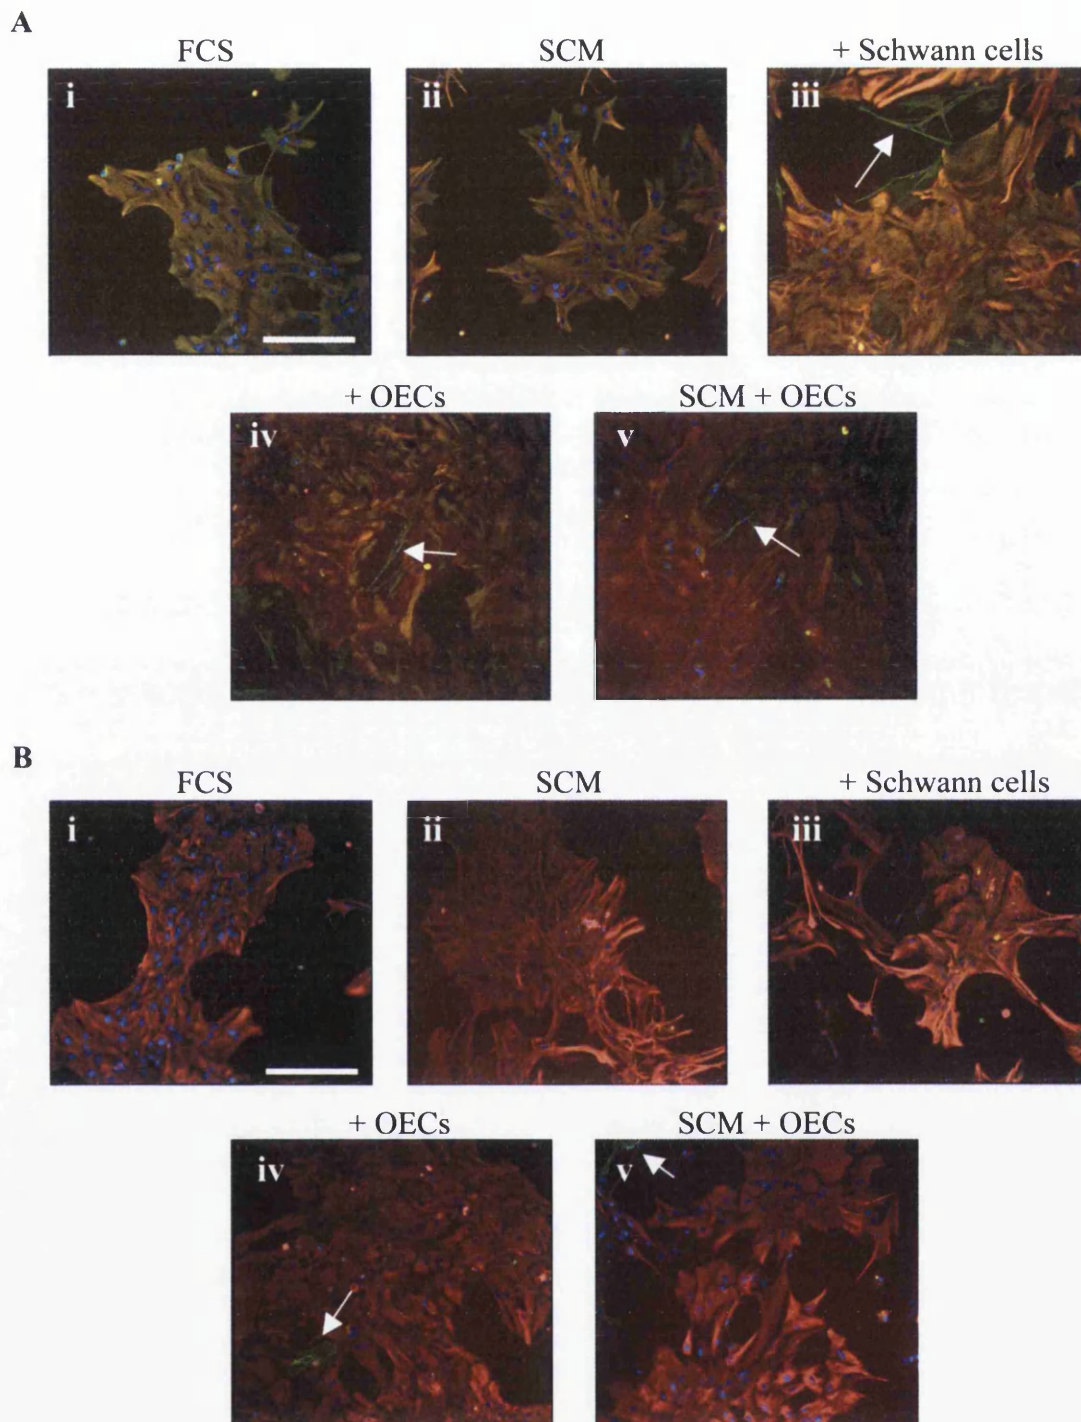 A
FCS SCM + Schwann cells
i ii iii
+ OECs SCM + OECs
iv v
B
FCS SCM + Schwann cells
i ii iii
+ OECs SCM + OECs
iv v